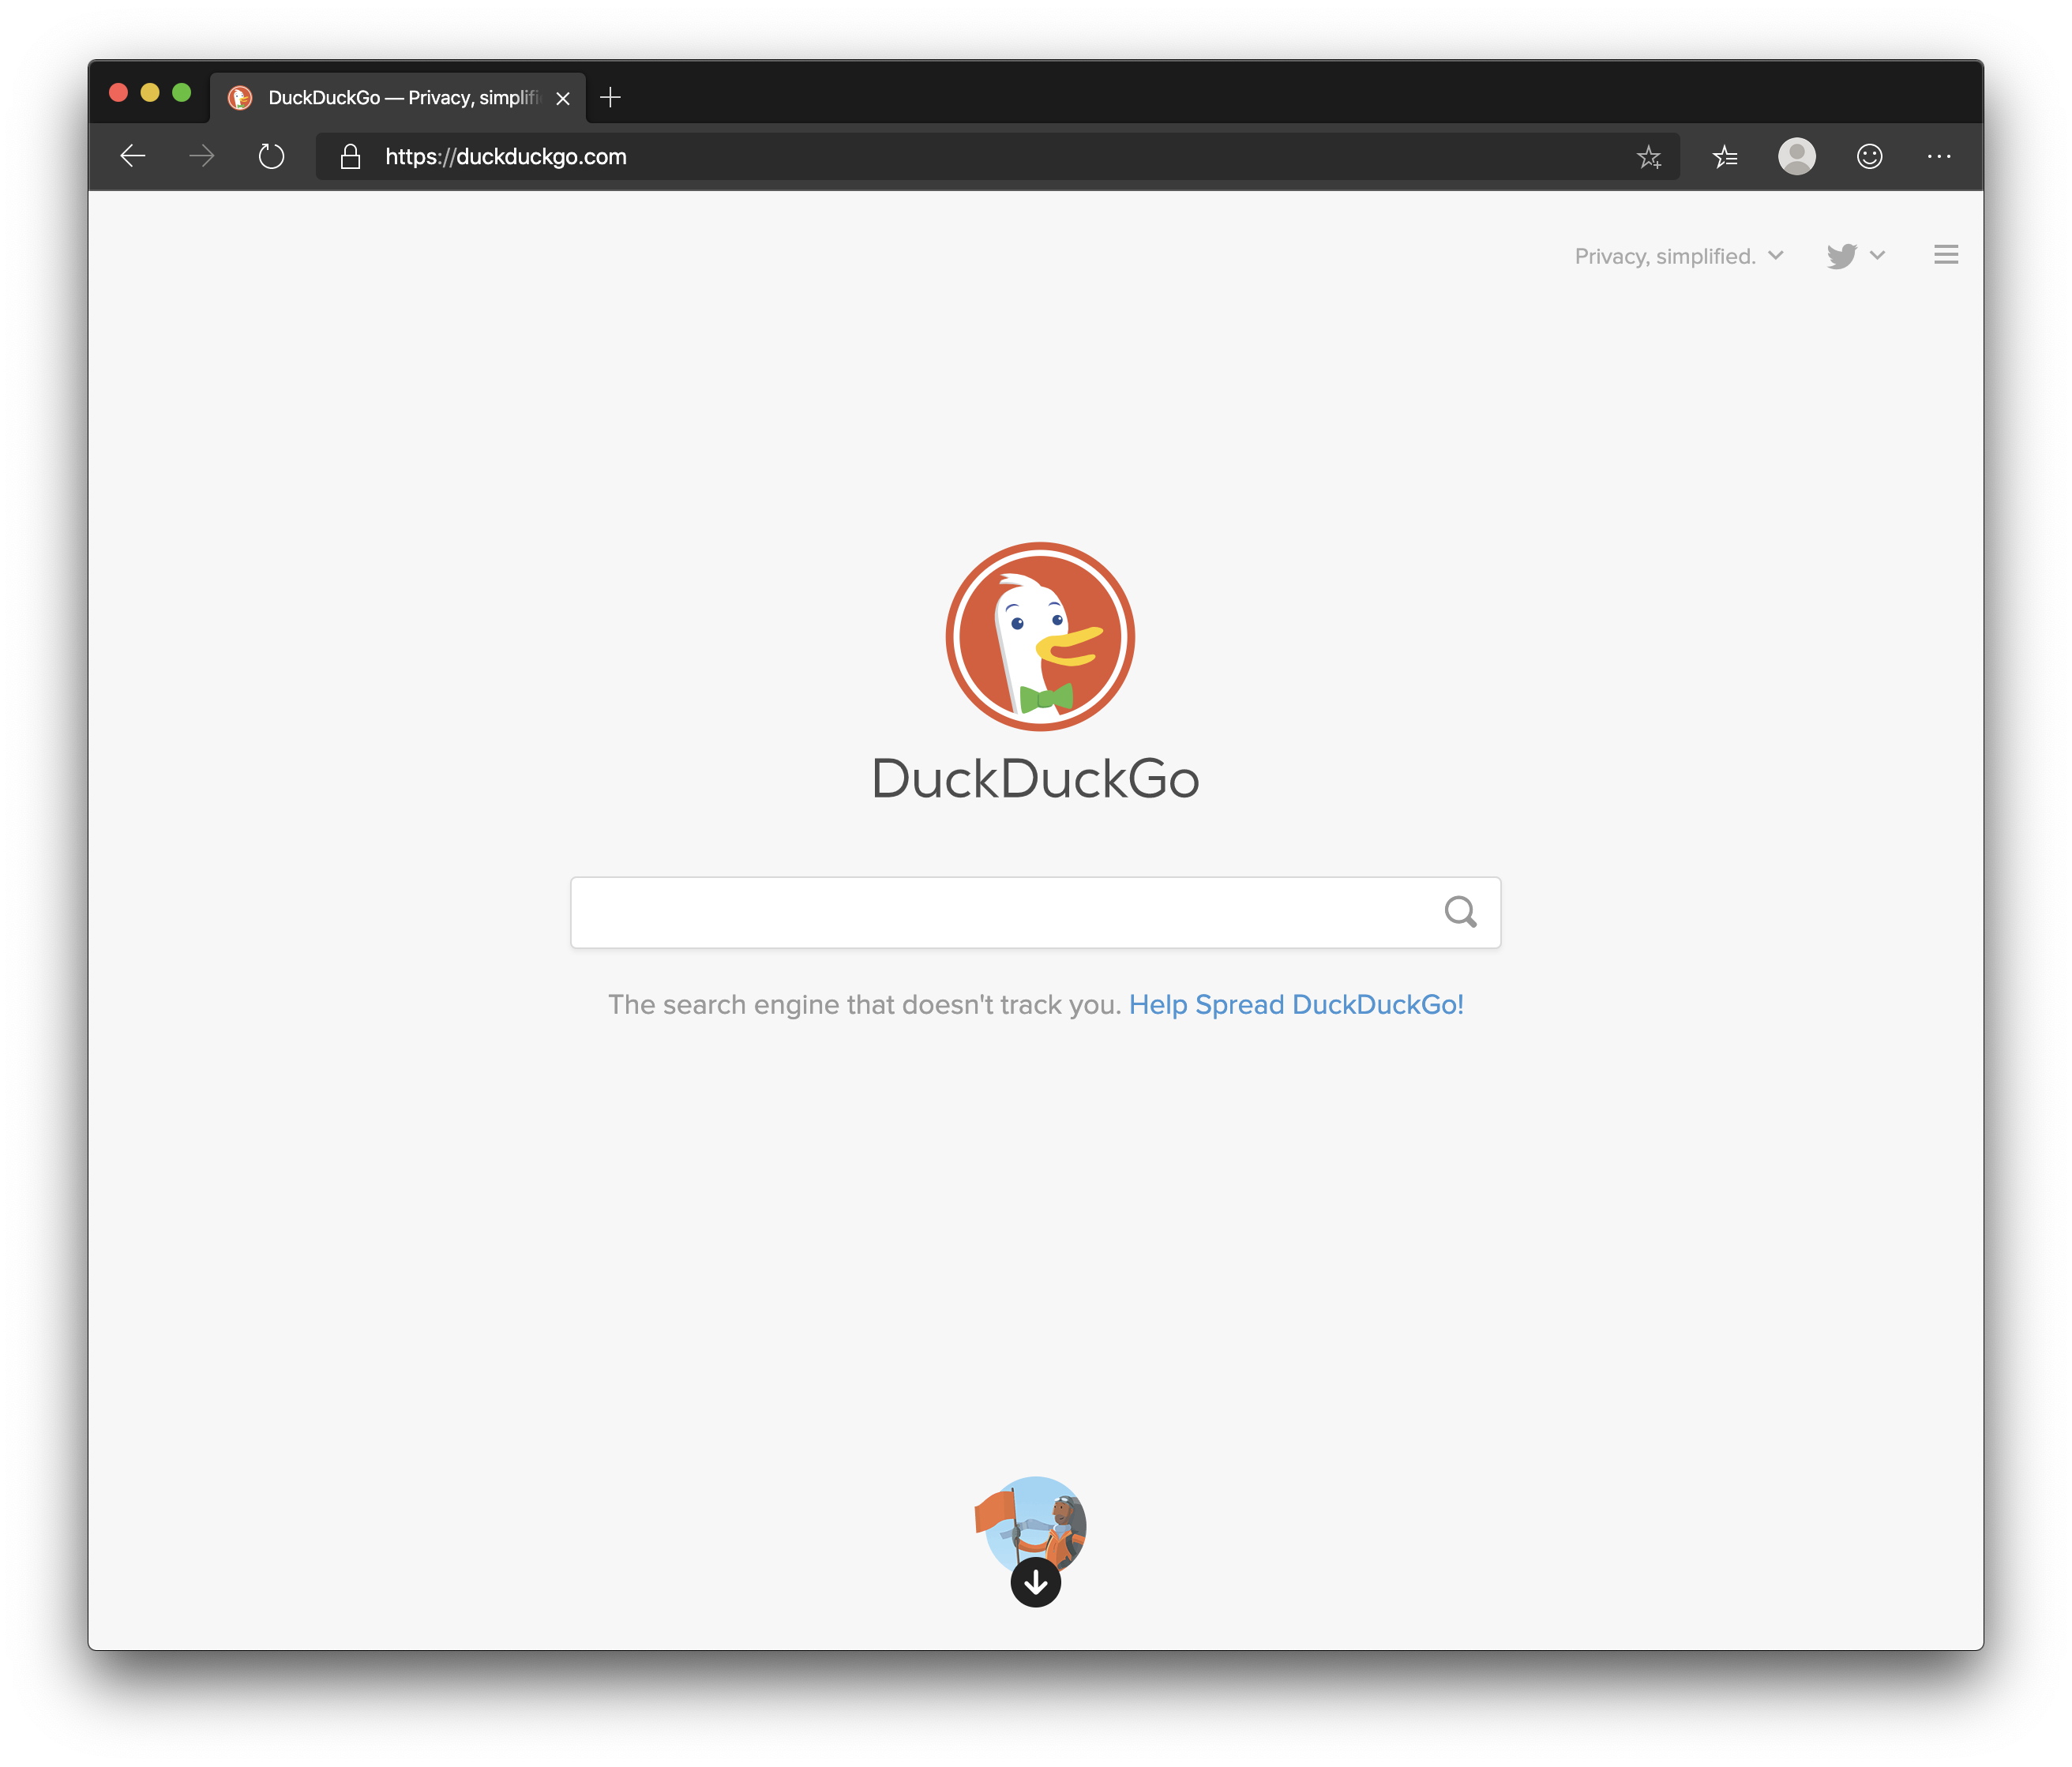 DuckDuckGo — Privacy, simplifi
https://duckduckgo.com
Privacy, simplified.
DuckDuckGo
The search engine that doesn't track you. Help Spread DuckDuckGo!